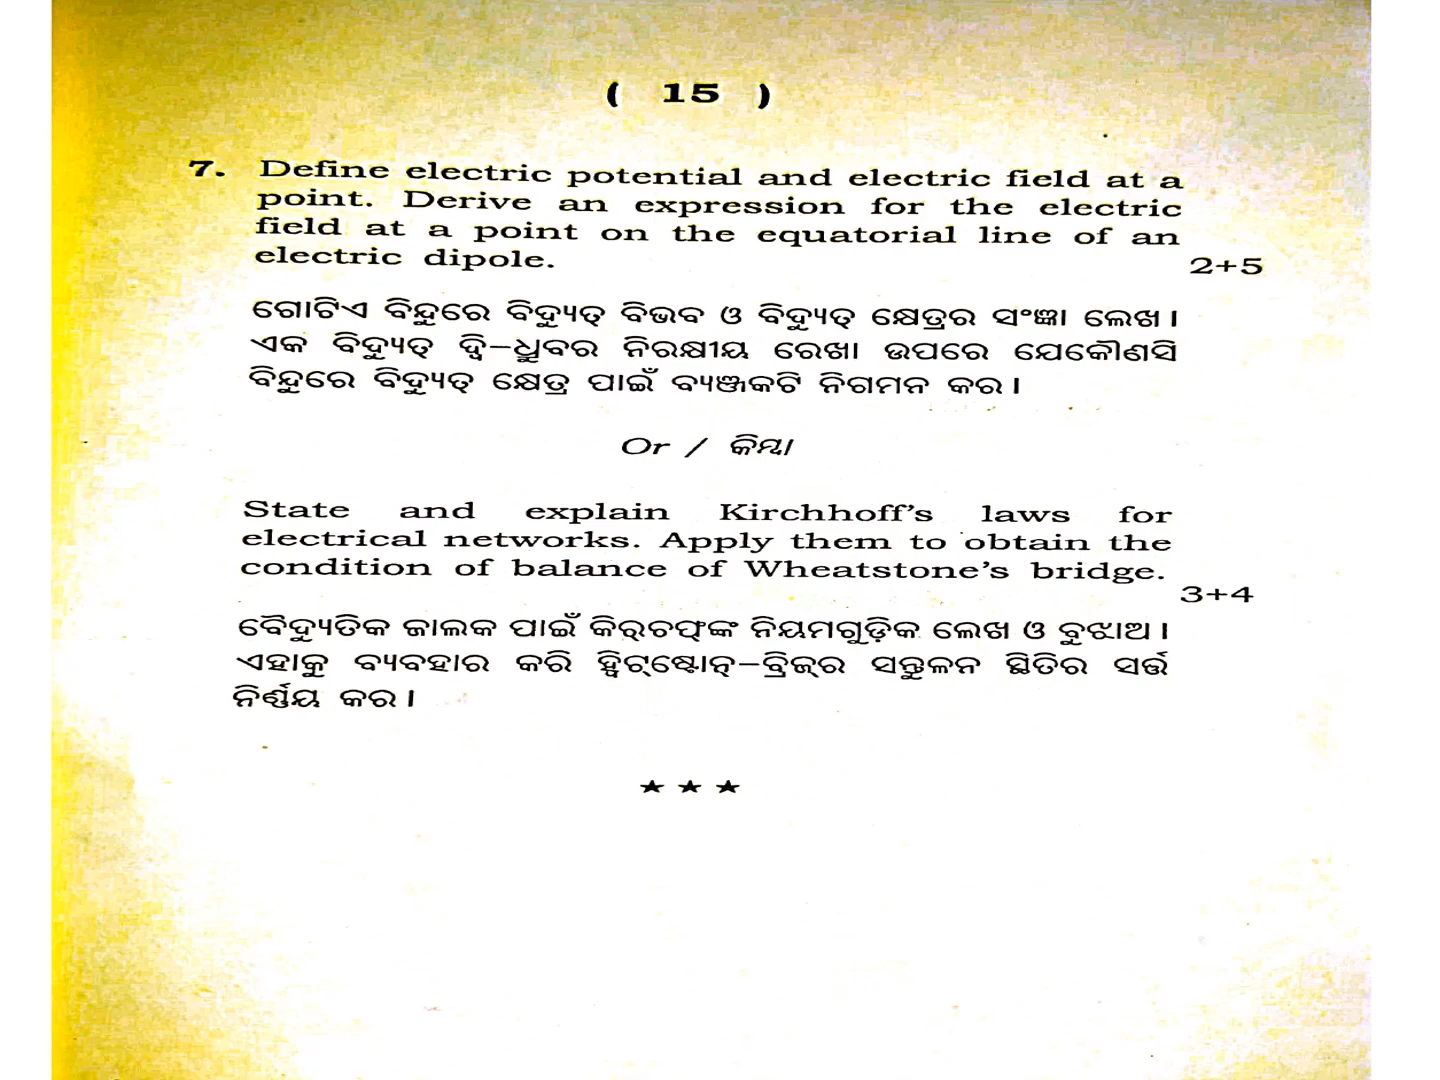 ( 15 )
7. Define electric potential and electric field at a
point. Derive an expression for the electric
field at a point on the equatorial line of an
electric dipole.
2+5
ଗୋଟିଏ ବିନ୍ଦୁରେ ବିଦ୍ୟୁତ୍ ବିଭବ ଓ ବିଦ୍ୟୁତ୍ କ୍ଷେତ୍ରର ସଂଜ୍ଞା ଲେଖ।
ଏକ ବିଦ୍ୟୁତ୍ ଦ୍ୱି–ଧ୍ରୁବର ନିରକ୍ଷୀୟ ରେଖା ଉପରେ ଯେକୌଣସି
ବିନ୍ଦୁରେ ବିଦ୍ୟୁତ୍ କ୍ଷେତ୍ର ପାଇଁ ବ୍ୟଞ୍ଜକଟି ନିଗମନ କର।
Or / କିମ୍ବା
State and explain Kirchhoff's laws for
electrical networks. Apply them to obtain the
condition of balance of Wheatstone's bridge.
3+4
ବୈଦ୍ୟୁତିକ ଜାଲକ ପାଇଁ କିର୍‌ଚଫ୍‌ଙ୍କ ନିୟମଗୁଡ଼ିକ ଲେଖ ଓ ବୁଝାଅ।
ଏହାକୁ ବ୍ୟବହାର କରି ହ୍ୱିଟ୍‌ଷ୍ଟୋନ୍–ବ୍ରିଜ୍‌ର ସନ୍ତୁଳନ ସ୍ଥିତିର ସର୍ତ୍ତ
ନିର୍ଣ୍ଣୟ କର।
★ ★ ★